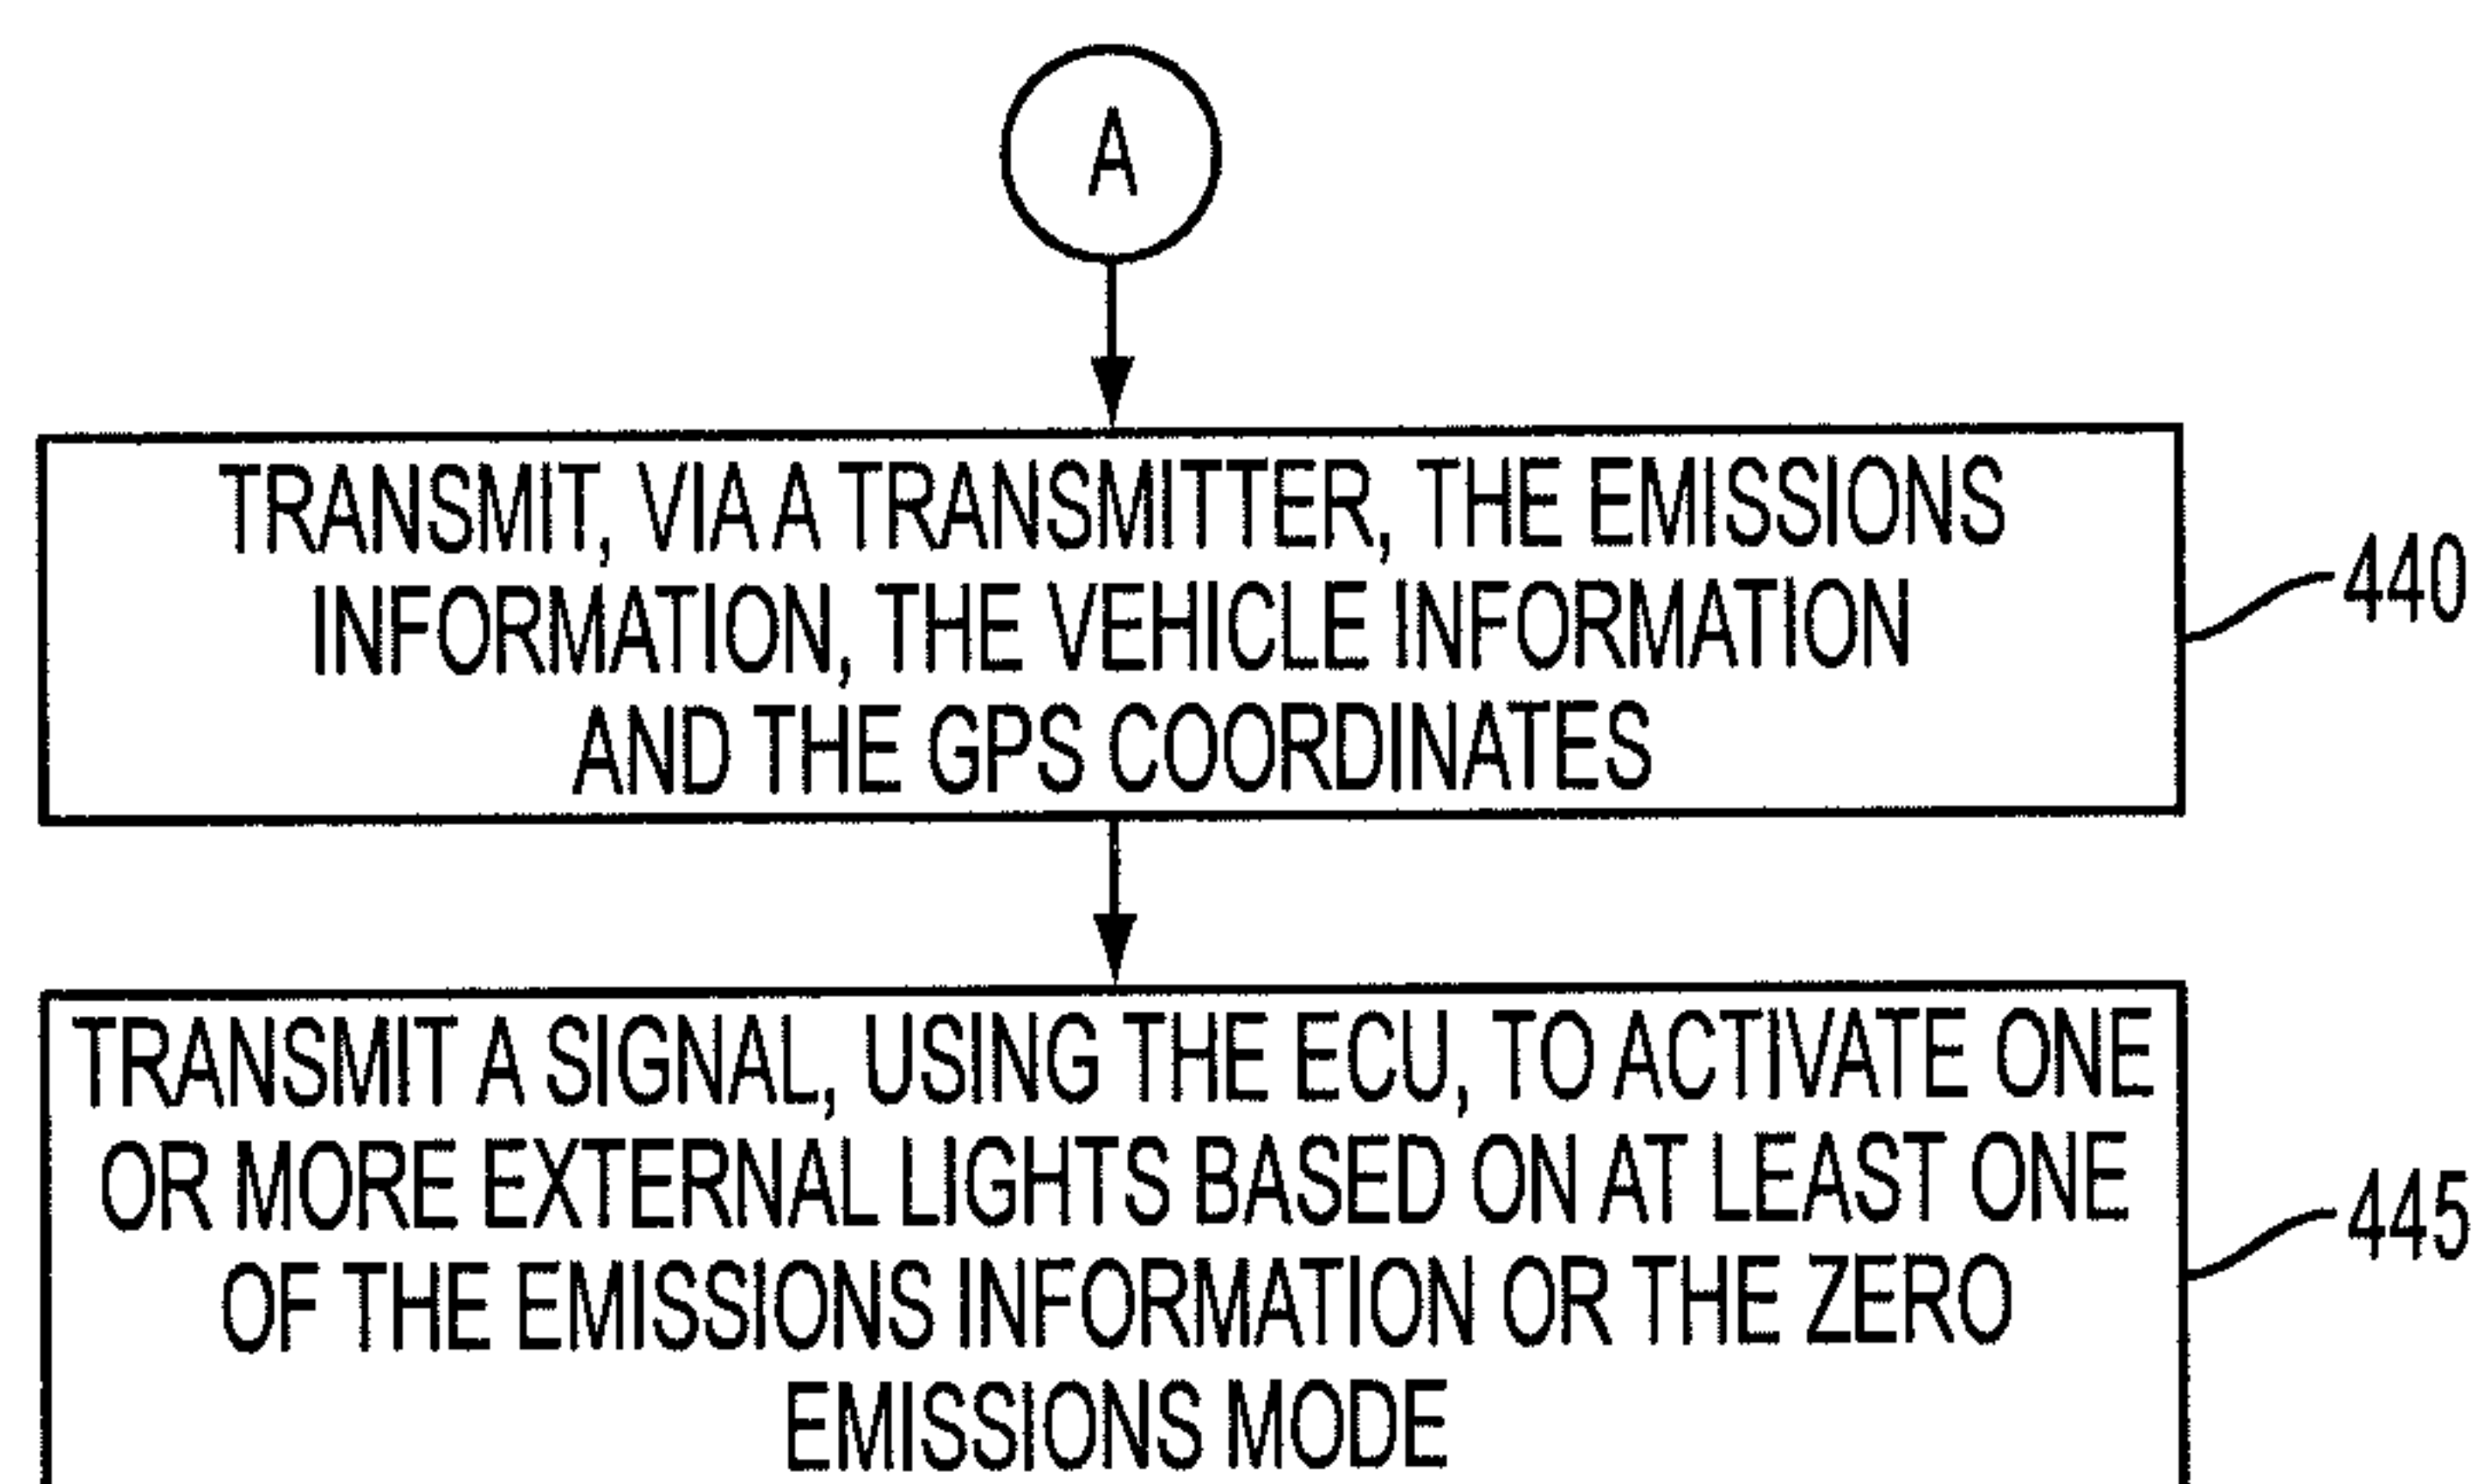 A
TRANSMIT, VIA A TRANSMITTER, THE EMISSIONS
INFORMATION, THE VEHICLE INFORMATION
AND THE GPS COORDINATES
440
TRANSMIT A SIGNAL, USING THE ECU, TO ACTIVATE ONE
OR MORE EXTERNAL LIGHTS BASED ON AT LEAST ONE
OF THE EMISSIONS INFORMATION OR THE ZERO
EMISSIONS MODE
445